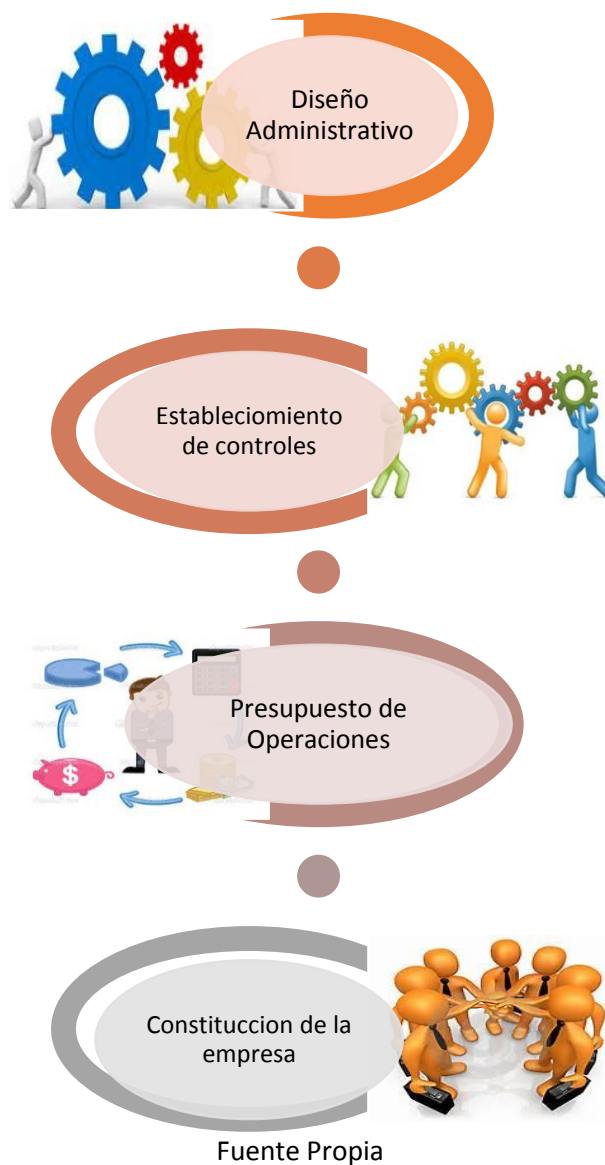 Diseño
Administrativo
Estableciomiento
de controles
$
Presupuesto de
Operaciones
Constituccion de la
empresa
Fuente Propia